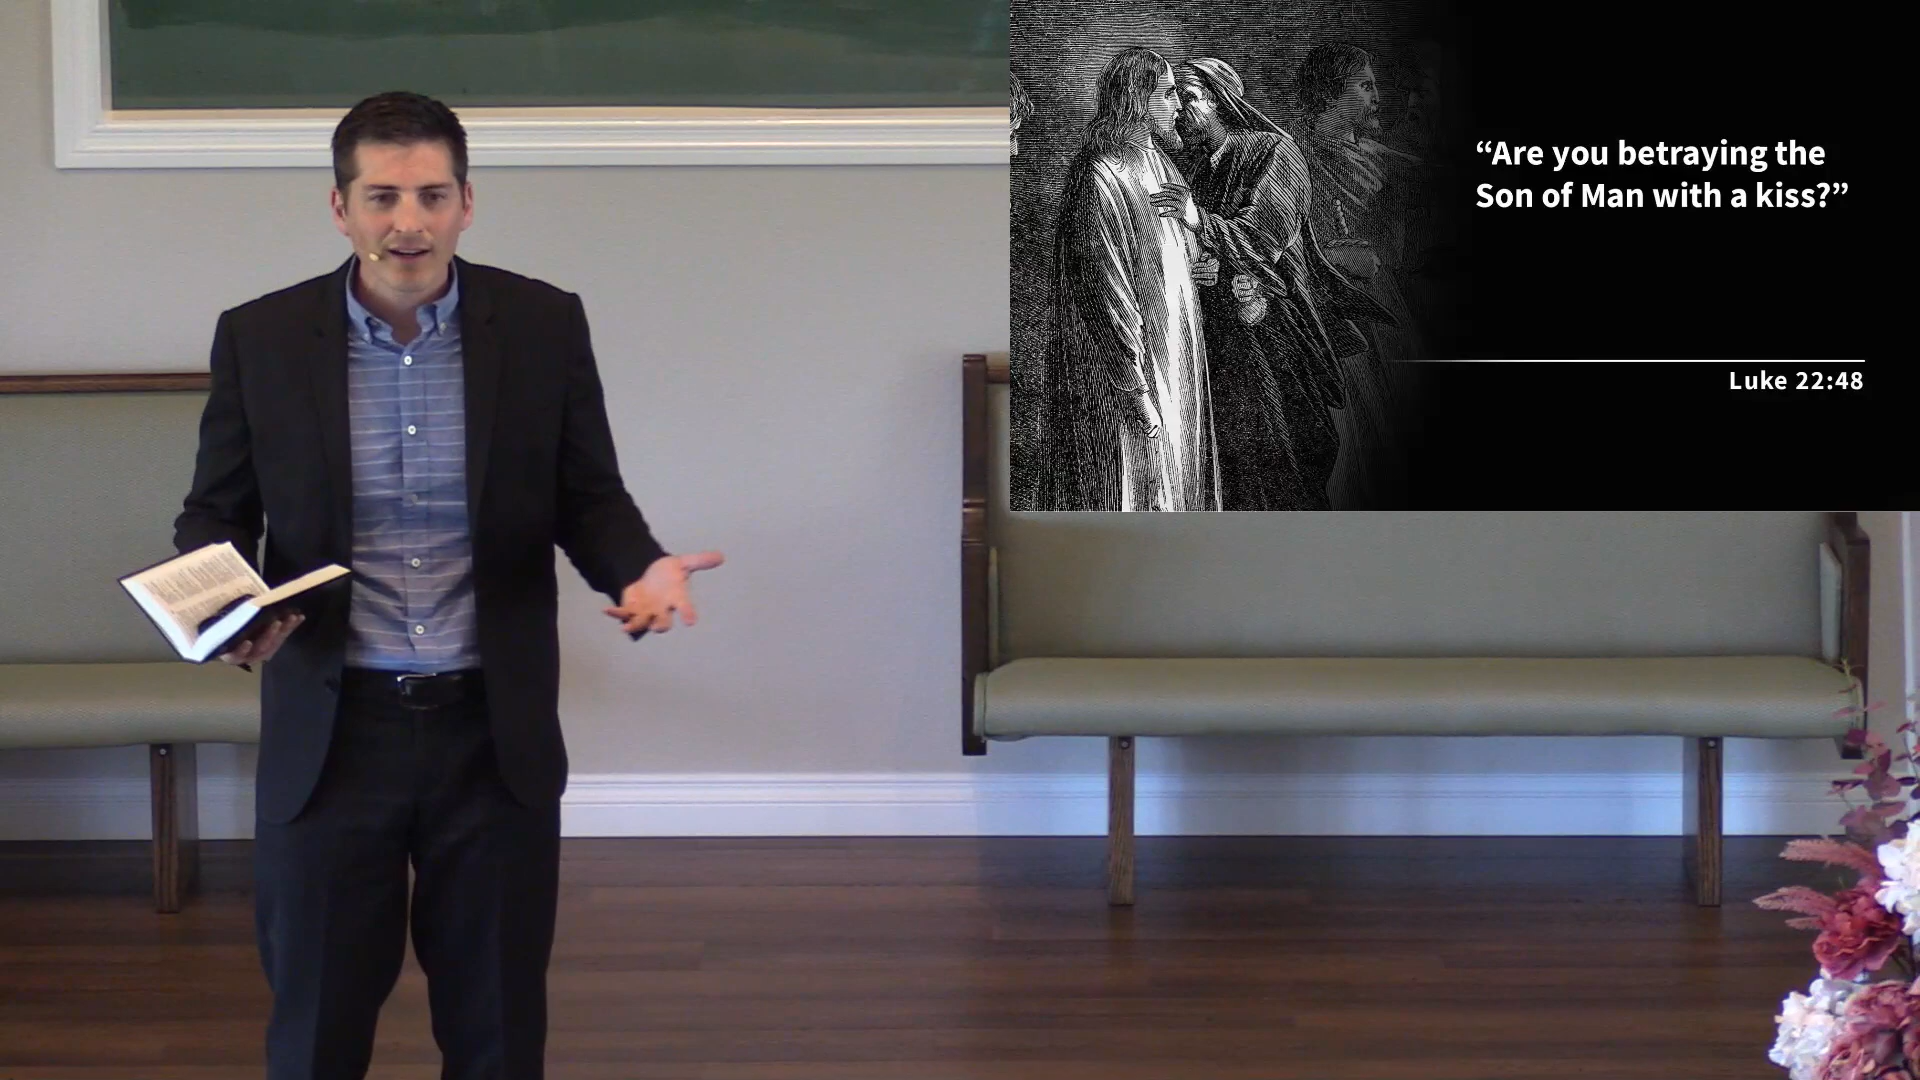 “Are you betraying the
Son of Man with a kiss?”
Luke 22:48